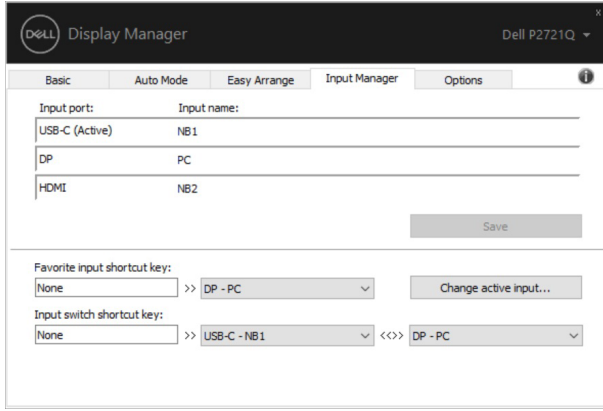 x
DELL Display Manager Dell P2721Q
Basic Auto Mode Easy Arrange Input Manager Options i
Input port: Input name:
USB-C (Active) NB1
DP PC
HDMI NB2
Save
Favorite input shortcut key:
None >> DP - PC Change active input...
Input switch shortcut key:
None >> USB-C - NB1 <<>> DP - PC